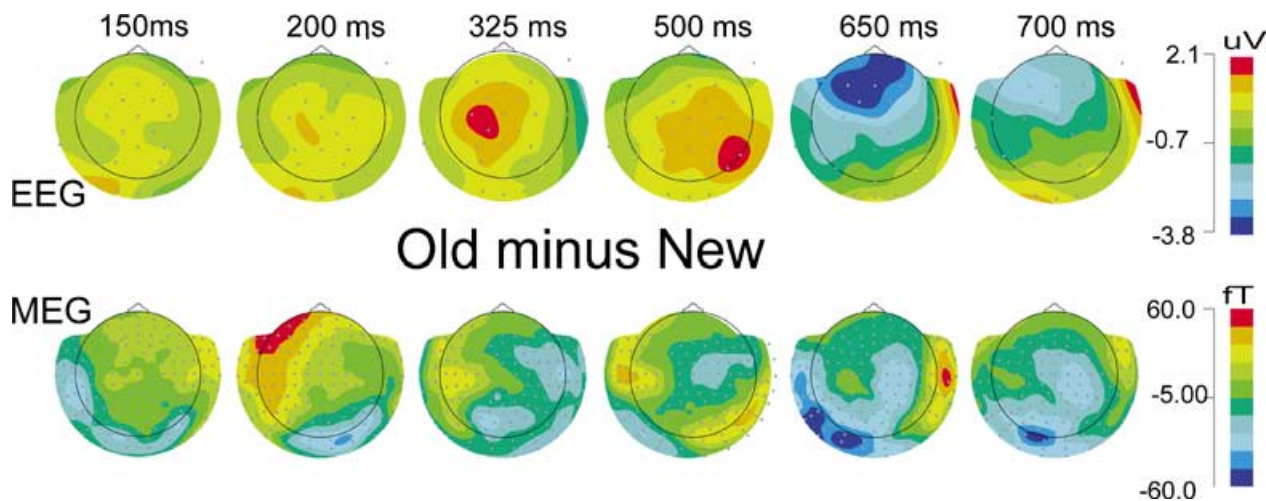 150ms 200 ms 325 ms 500 ms 650 ms 700 ms
uV
2.1
-0.7
-3.8
EEG
Old minus New
MEG
fT
60.0
-5.00
-60.0